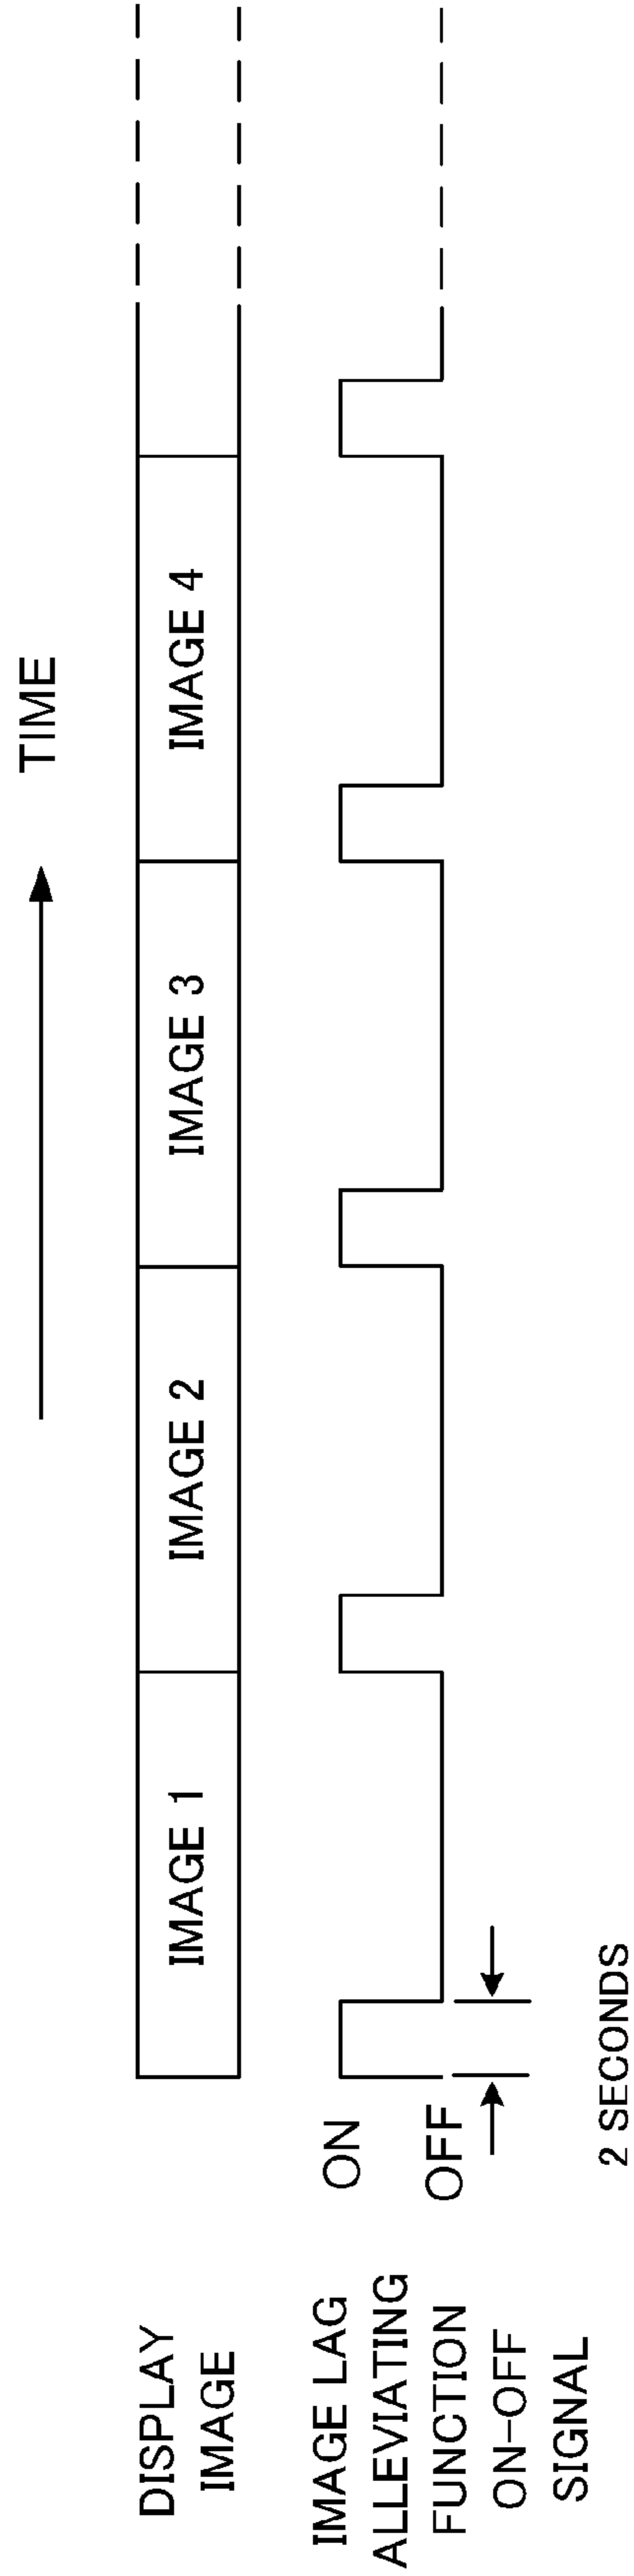 TIME
DISPLAY
IMAGE
IMAGE 1
IMAGE 2
IMAGE 3
IMAGE 4
IMAGE LAG
ALLEVIATING
FUNCTION
ON-OFF
SIGNAL
ON
OFF
2 SECONDS